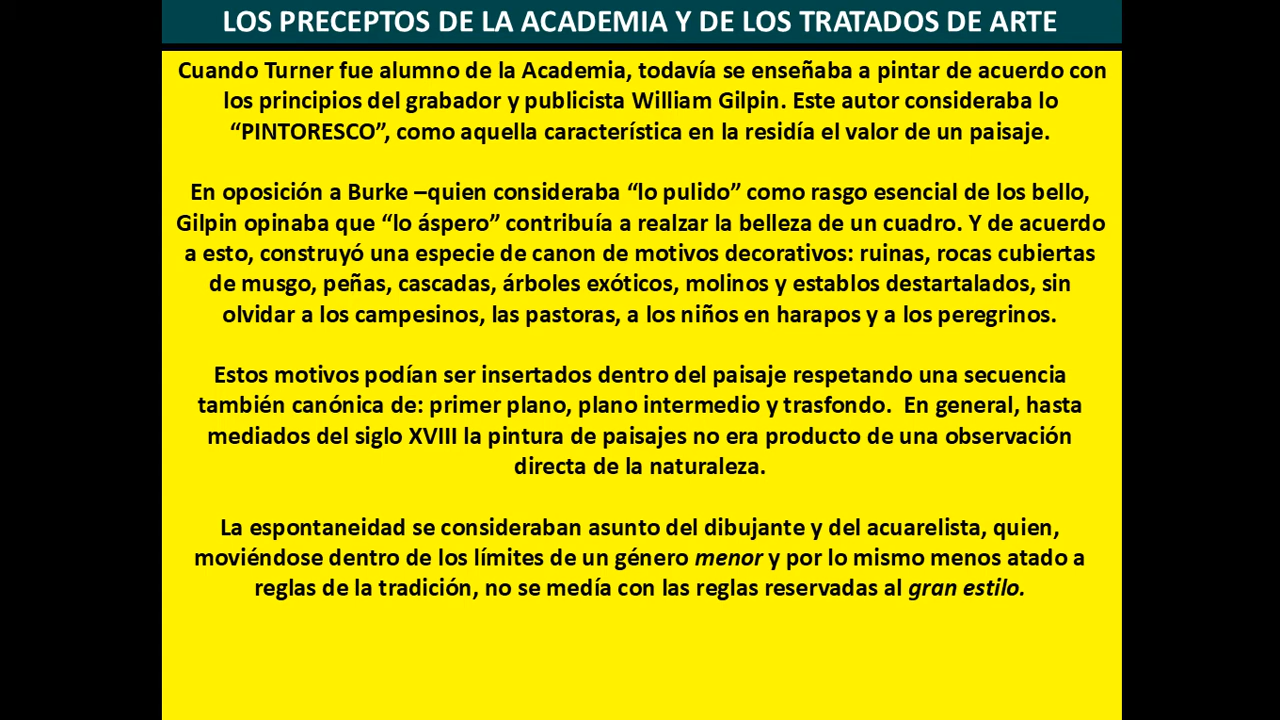 LOS PRECEPTOS DE LA ACADEMIA Y DE LOS TRATADOS DE ARTE
Cuando Turner fue alumno de la Academia, todavía se enseñaba a pintar de acuerdo con
los principios del grabador y publicista William Gilpin. Este autor consideraba lo
“PINTORESCO”, como aquella característica en la residía el valor de un paisaje.
En oposición a Burke –quien consideraba “lo pulido” como rasgo esencial de los bello,
Gilpin opinaba que “lo áspero” contribuía a realzar la belleza de un cuadro. Y de acuerdo
a esto, construyó una especie de canon de motivos decorativos: ruinas, rocas cubiertas
de musgo, peñas, cascadas, árboles exóticos, molinos y establos destartalados, sin
olvidar a los campesinos, las pastoras, a los niños en harapos y a los peregrinos.
Estos motivos podían ser insertados dentro del paisaje respetando una secuencia
también canónica de: primer plano, plano intermedio y trasfondo.  En general, hasta
mediados del siglo XVIII la pintura de paisajes no era producto de una observación
directa de la naturaleza.
La espontaneidad se consideraban asunto del dibujante y del acuarelista, quien,
moviéndose dentro de los límites de un género menor y por lo mismo menos atado a
reglas de la tradición, no se medía con las reglas reservadas al gran estilo.